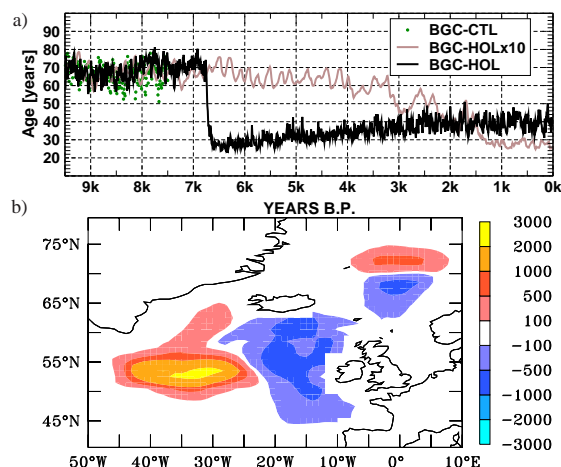 a)
BGC-CTL
BGC-HOLx10
BGC-HOL
Age [years]
80
70
60
50
40
30
20
9k 8k 7k 6k 5k 4k 3k 2k 1k 0k
YEARS B.P.
b)
75°N
65°N
55°N
45°N
50°W 40°W 30°W 20°W 10°W 0° 10°E
3000
2000
1000
500
100
−100
−500
−1000
−2000
−3000